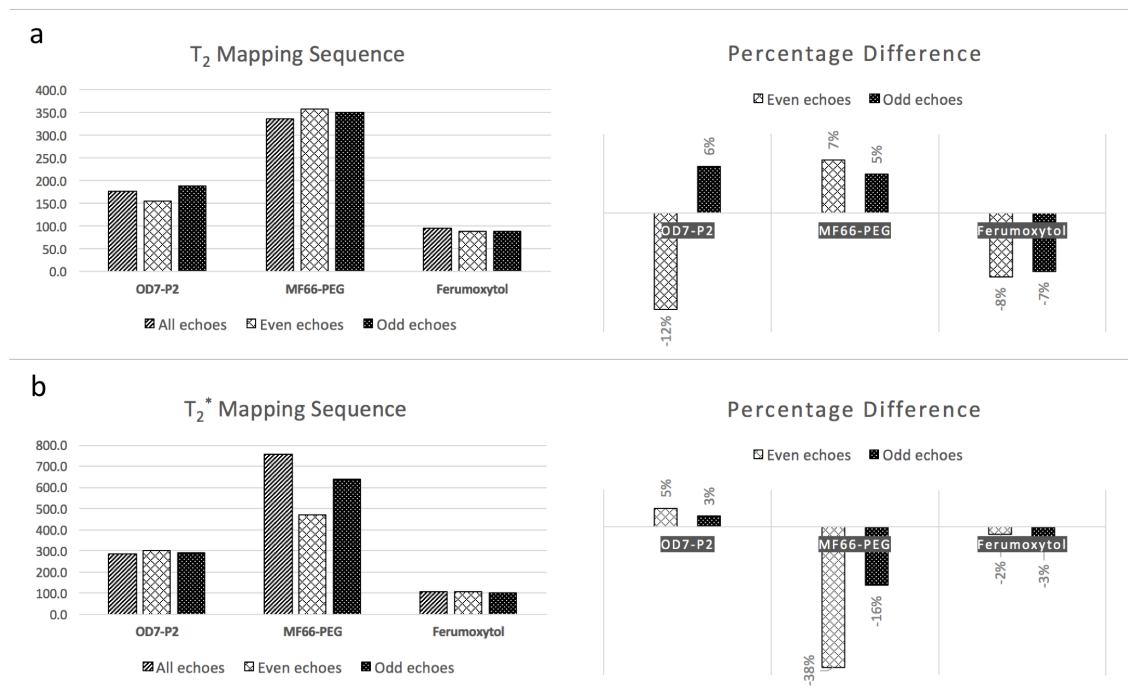 a
T2 Mapping Sequence
400.0
350.0
300.0
250.0
200.0
150.0
100.0
50.0
0.0
OD7-P2 MF66-PEG Ferumoxytol
All echoes Even echoes Odd echoes
Percentage Difference
Even echoes Odd echoes
6% 7% 5%
OD7-P2 MF66-PEG Ferumoxytol
-12% -8% -7%
b
T2* Mapping Sequence
800.0
700.0
600.0
500.0
400.0
300.0
200.0
100.0
0.0
OD7-P2 MF66-PEG Ferumoxytol
All echoes Even echoes Odd echoes
Percentage Difference
Even echoes Odd echoes
5% 3%
OD7-P2 MF66-PEG Ferumoxytol
-38% -16% -2% -3%